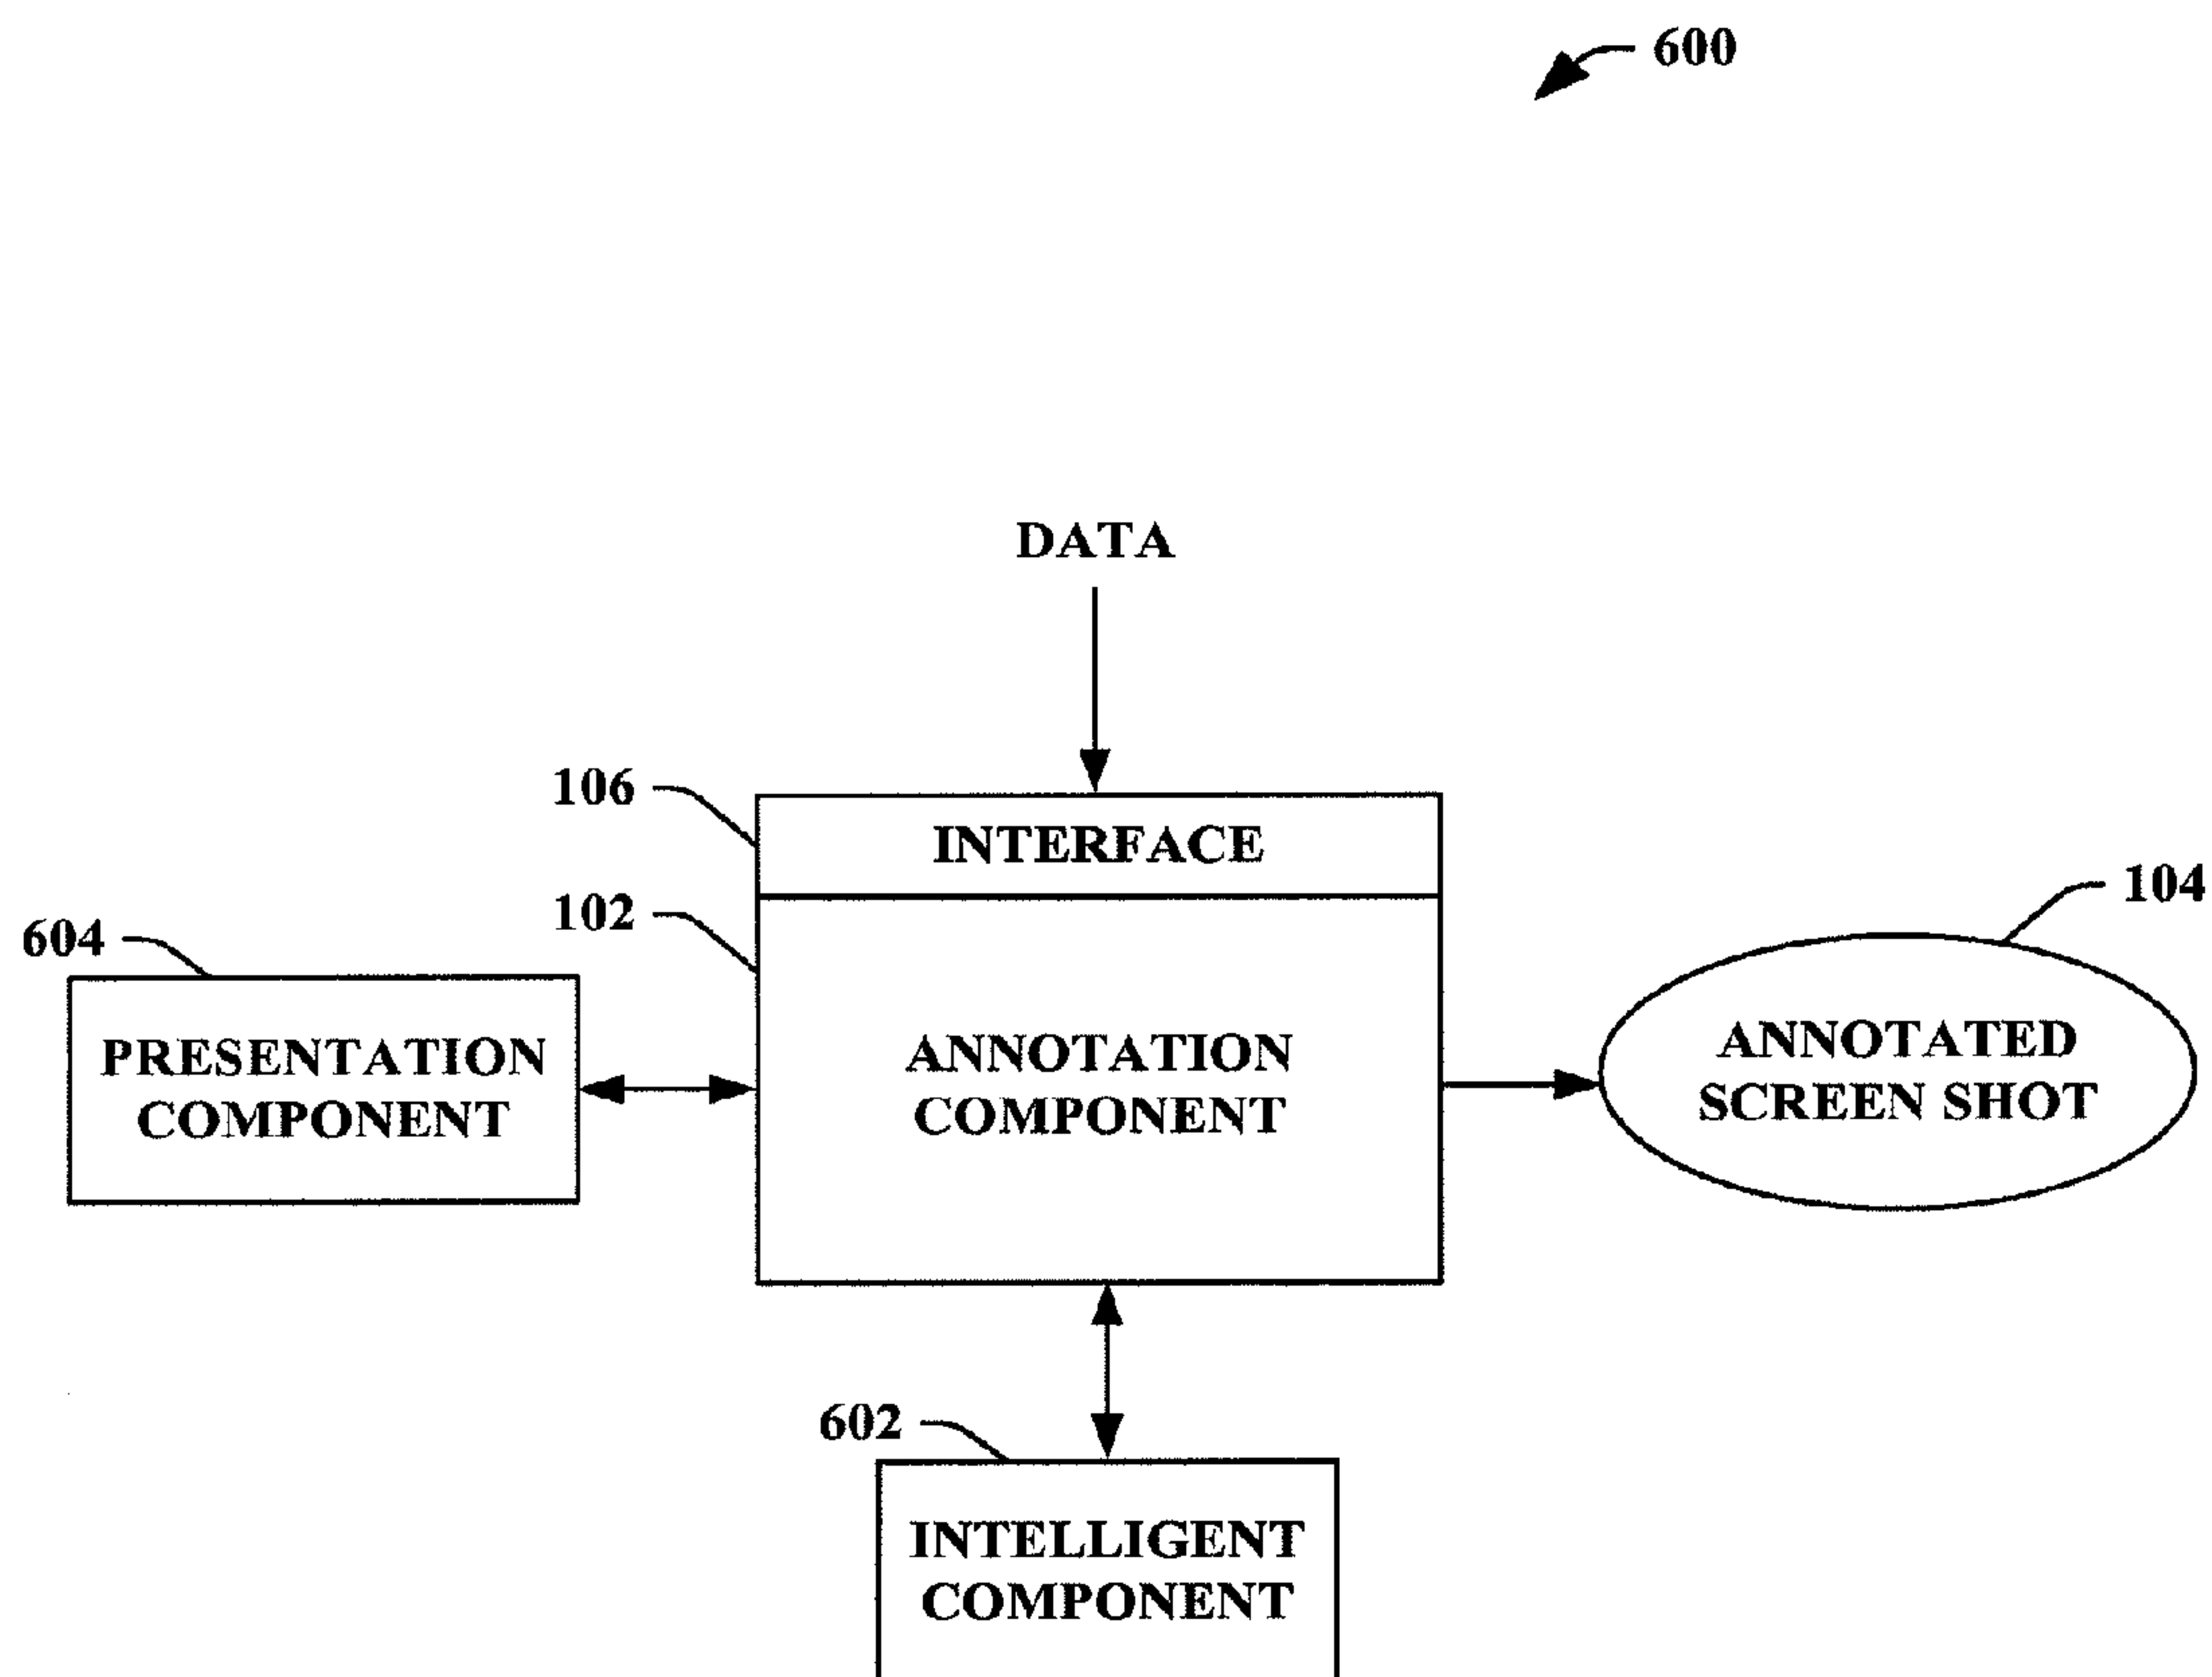 600
DATA
106
INTERFACE
102
104
604
PRESENTATION
COMPONENT
ANNOTATION
COMPONENT
ANNOTATED
SCREEN SHOT
602
INTELLIGENT
COMPONENT